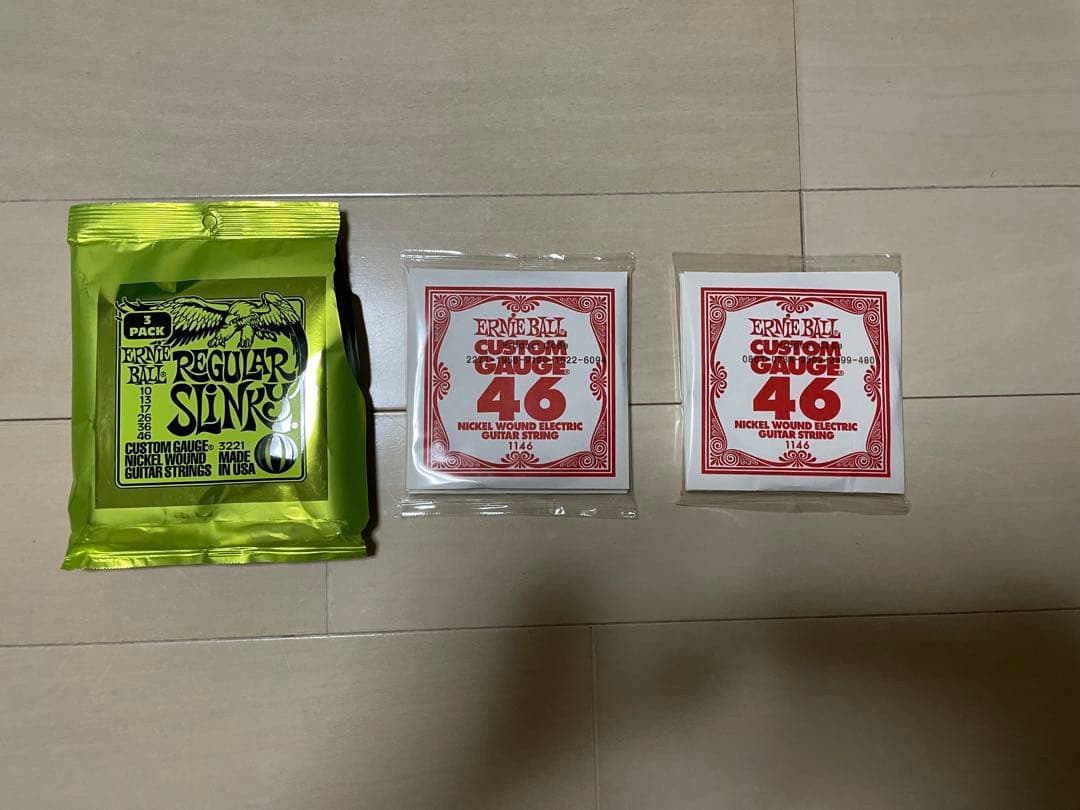 3
PACK
ERNIE
BALL®
REGULAR
SLINKY
10
13
17
26
36
46
CUSTOM GAUGE® 3221
NICKEL WOUND MADE
GUITAR STRINGS IN USA
ERNIE BALL
CUSTOM
GAUGE®
46
NICKEL WOUND ELECTRIC
GUITAR STRING
1146
ERNIE BALL
CUSTOM
GAUGE®
46
NICKEL WOUND ELECTRIC
GUITAR STRING
1146